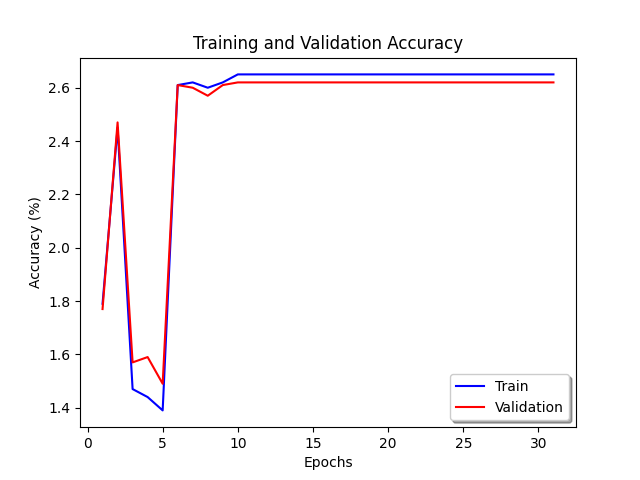 Training and Validation Accuracy
Accuracy (%)
2.6
2.4
2.2
2.0
1.8
1.6
1.4
0 5 10 15 20 25 30
Epochs
Train
Validation